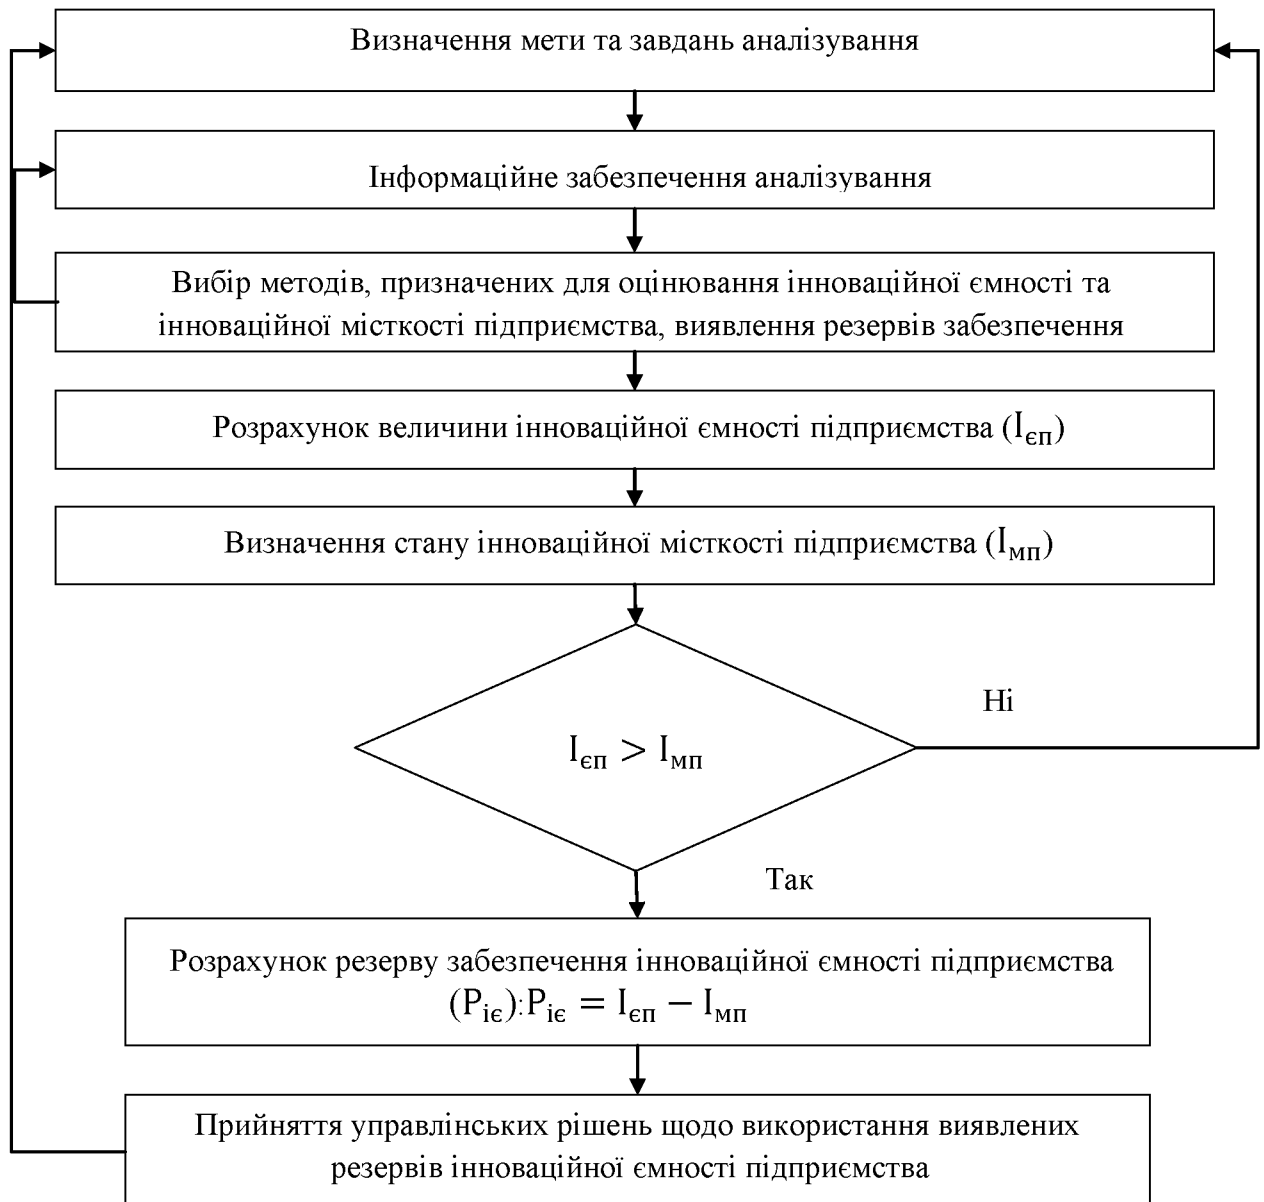 Визначення мети та завдань аналізування
Інформаційне забезпечення аналізування
Вибір методів, призначених для оцінювання інноваційної ємності та
інноваційної місткості підприємства, виявлення резервів забезпечення
Розрахунок величини інноваційної ємності підприємства (Iєп)
Визначення стану інноваційної місткості підприємства (Iмп)
Ні
Iєп > Iмп
Так
Розрахунок резерву забезпечення інноваційної ємності підприємства
(Ріє):Ріє = Iєп − Iмп
Прийняття управлінських рішень щодо використання виявлених
резервів інноваційної ємності підприємства